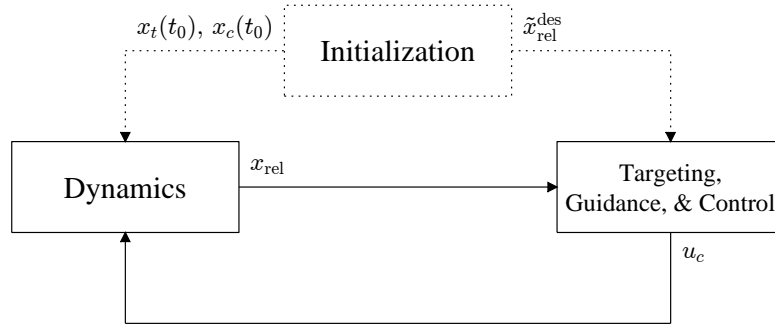 x_t(t_0), x_c(t_0)
Initialization
x̃_rel^des
Dynamics
x_rel
Targeting,
Guidance, & Control
u_c